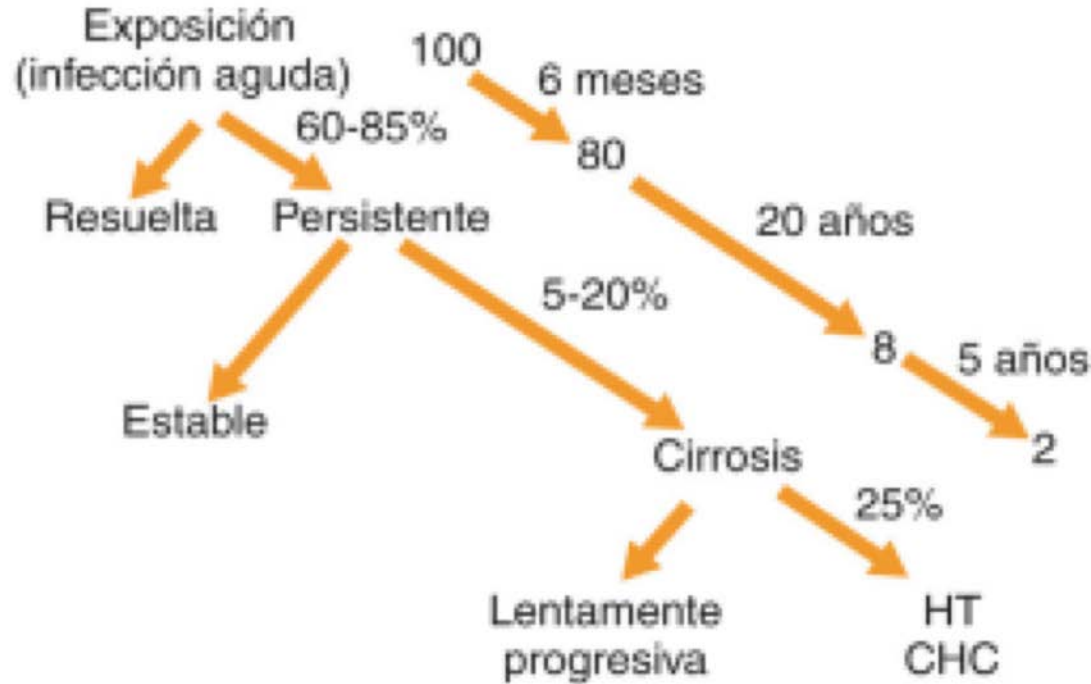 Exposición
(infección aguda)
100
6 meses
60-85%
80
Resuelta
Persistente
20 años
5-20%
8
5 años
Estable
2
Cirrosis
25%
Lentamente
progresiva
HT
CHC